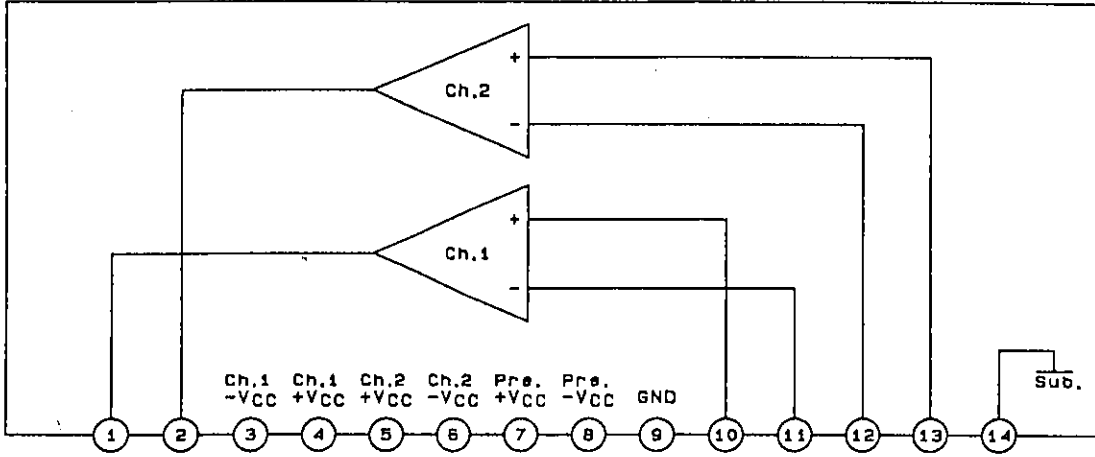 +
Ch.2
−
+
Ch.1
−
Ch.1 Ch.1 Ch.2 Ch.2 Pre. Pre.
-VCC +VCC +VCC -VCC +VCC -VCC GND
Sub.
1 2 3 4 5 6 7 8 9 10 11 12 13 14